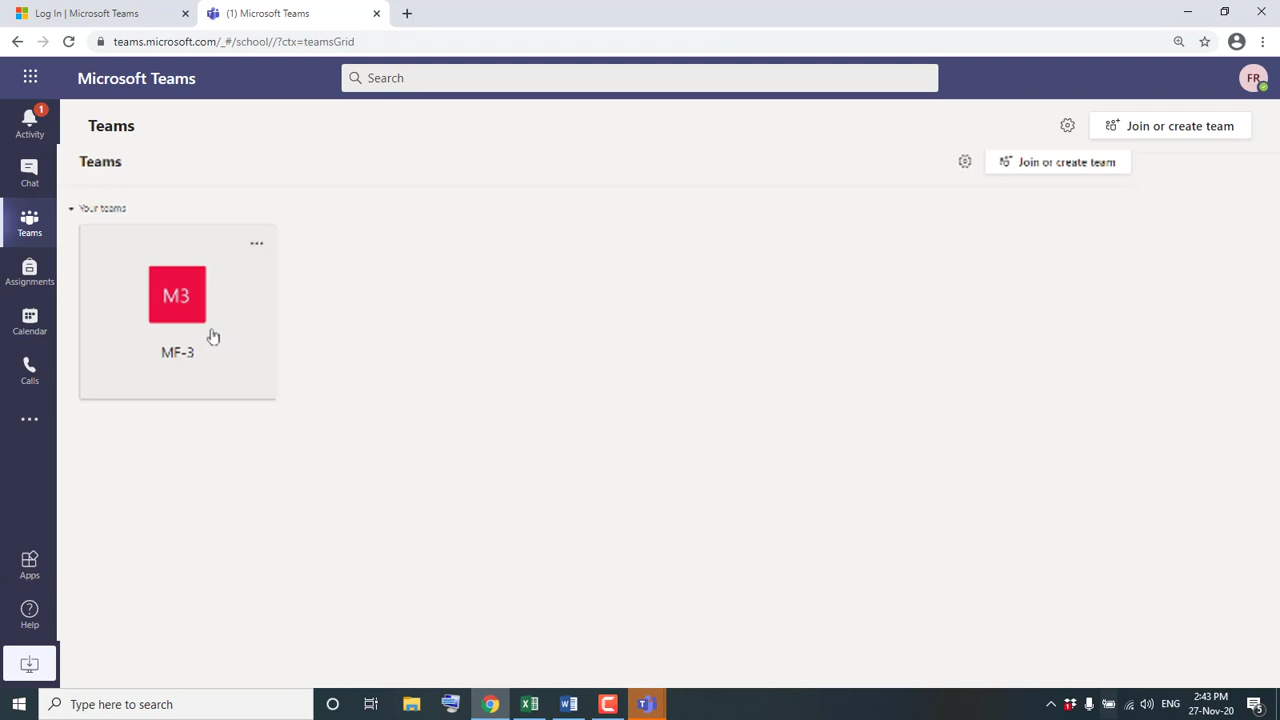 Log In | Microsoft Teams
(1) Microsoft Teams
teams.microsoft.com/_#/school//?ctx=teamsGrid
Microsoft Teams
Search
FR
1
Activity
Chat
Teams
Assignments
Calendar
Calls
Apps
Help
Teams
Join or create team
Teams
Join or create team
Your teams
M3
MF-3
Type here to search
ENG
2:43 PM
27-Nov-20